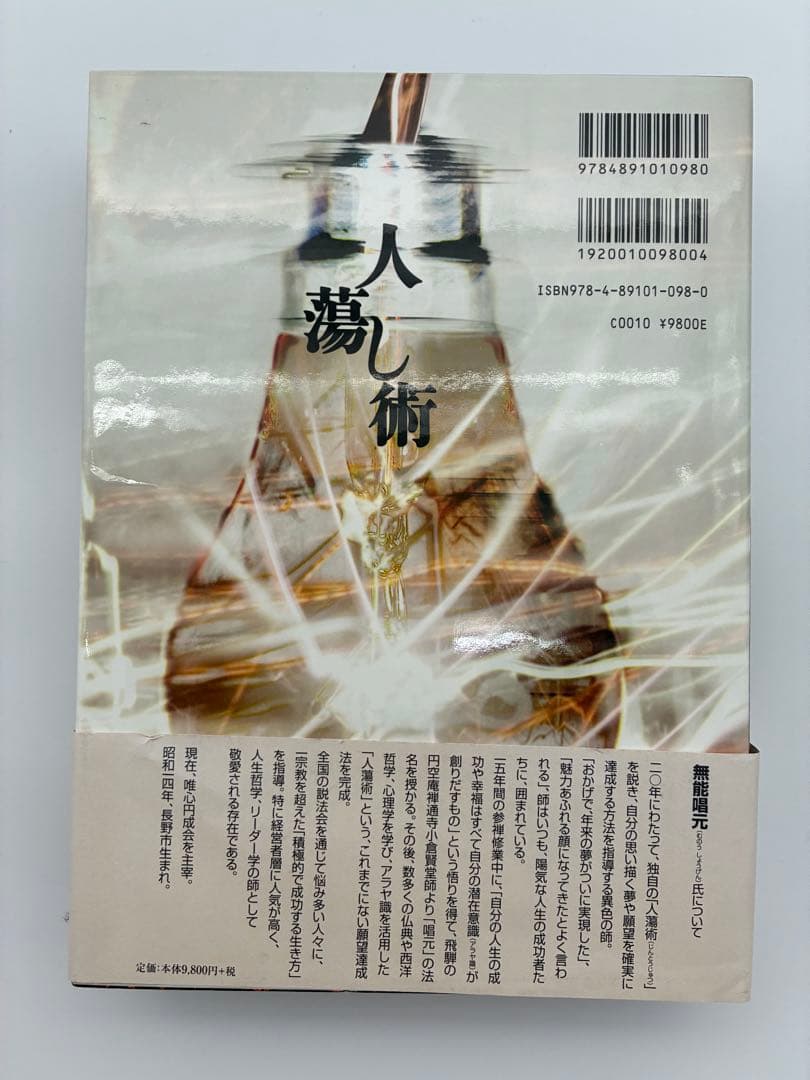 9784891010980
1920010098004
ISBN978-4-89101-098-0
C0010 ¥9800E
人
蕩し術
無能唱元(むのうしょうげん)氏について
二〇年にわたって、独自の「人蕩術(じんとうじゅつ)」
を説き、自分の思い描く夢や願望を確実に
達成する方法を指導する異色の師。
「おかげで、年来の夢がついに実現した」、
「魅力あふれる顔になってきたとよく言わ
れる」、師はいつも、陽気な人生の成功者た
ちに、囲まれている。
一五年間の参禅修業中に、「自分の人生の成
功や幸福はすべて自分の潜在意識(アラヤ識)が
創りだすもの」という悟りを得て、飛騨の
円空庵禅通寺小倉賢堂師より「唱元」の法
名を授かる。その後、数多くの仏典や西洋
哲学、心理学を学び、アラヤ識を活用した
「人蕩術」という、これまでにない願望達成
法を完成。
全国の説法会を通じて悩み多い人々に、
宗教を超えた「積極的で成功する生き方」
を指導。特に経営者層に人気が高く、
人生哲学、リーダー学の師として
敬愛される存在である。
現在、唯心円成会を主宰。
昭和一四年、長野市生まれ。
定価:本体9,800円+税